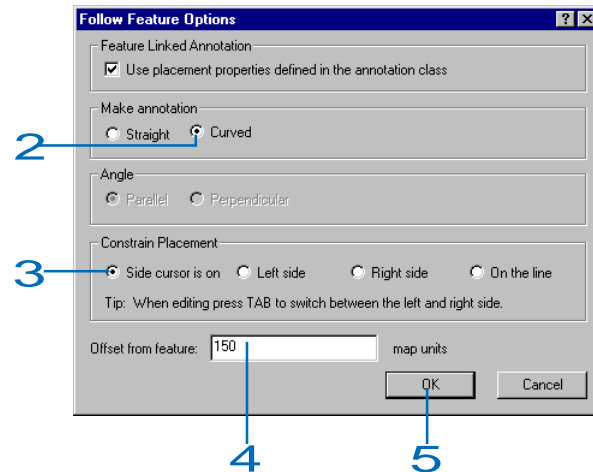 Follow Feature Options ? X
Feature Linked Annotation
Use placement properties defined in the annotation class
Make annotation
2 Straight Curved
Angle
Parallel Perpendicular
Constrain Placement
3 Side cursor is on Left side Right side On the line
Tip: When editing press TAB to switch between the left and right side.
Offset from feature: 150 map units
OK Cancel
4 5